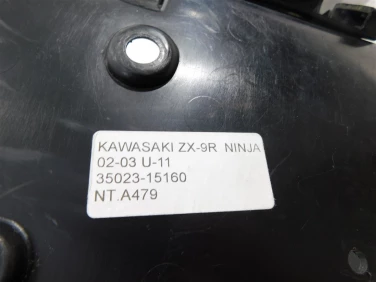 KAWASAKI ZX-9R NINJA
02-03 U-11
35023-15160
NT.A479